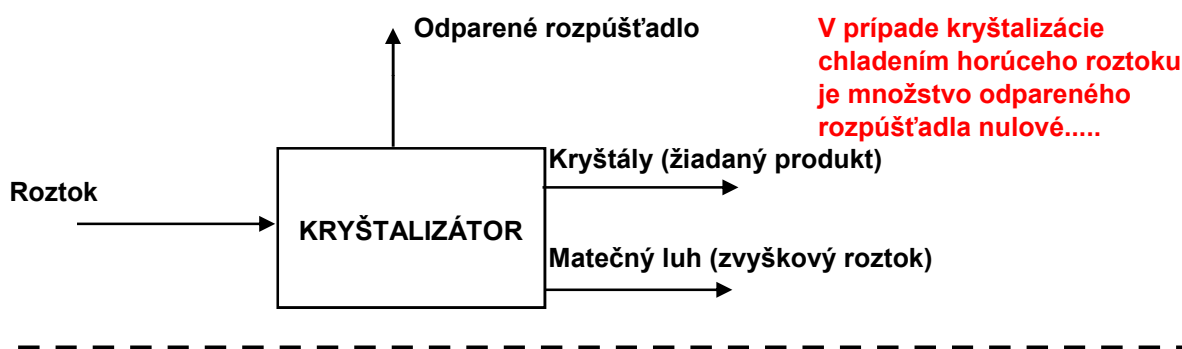 Odparené rozpúšťadlo
V prípade kryštalizácie
chladením horúceho roztoku
je množstvo odpareného
rozpúšťadla nulové.....
Kryštály (žiadaný produkt)
Roztok
KRYŠTALIZÁTOR
Matečný luh (zvyškový roztok)